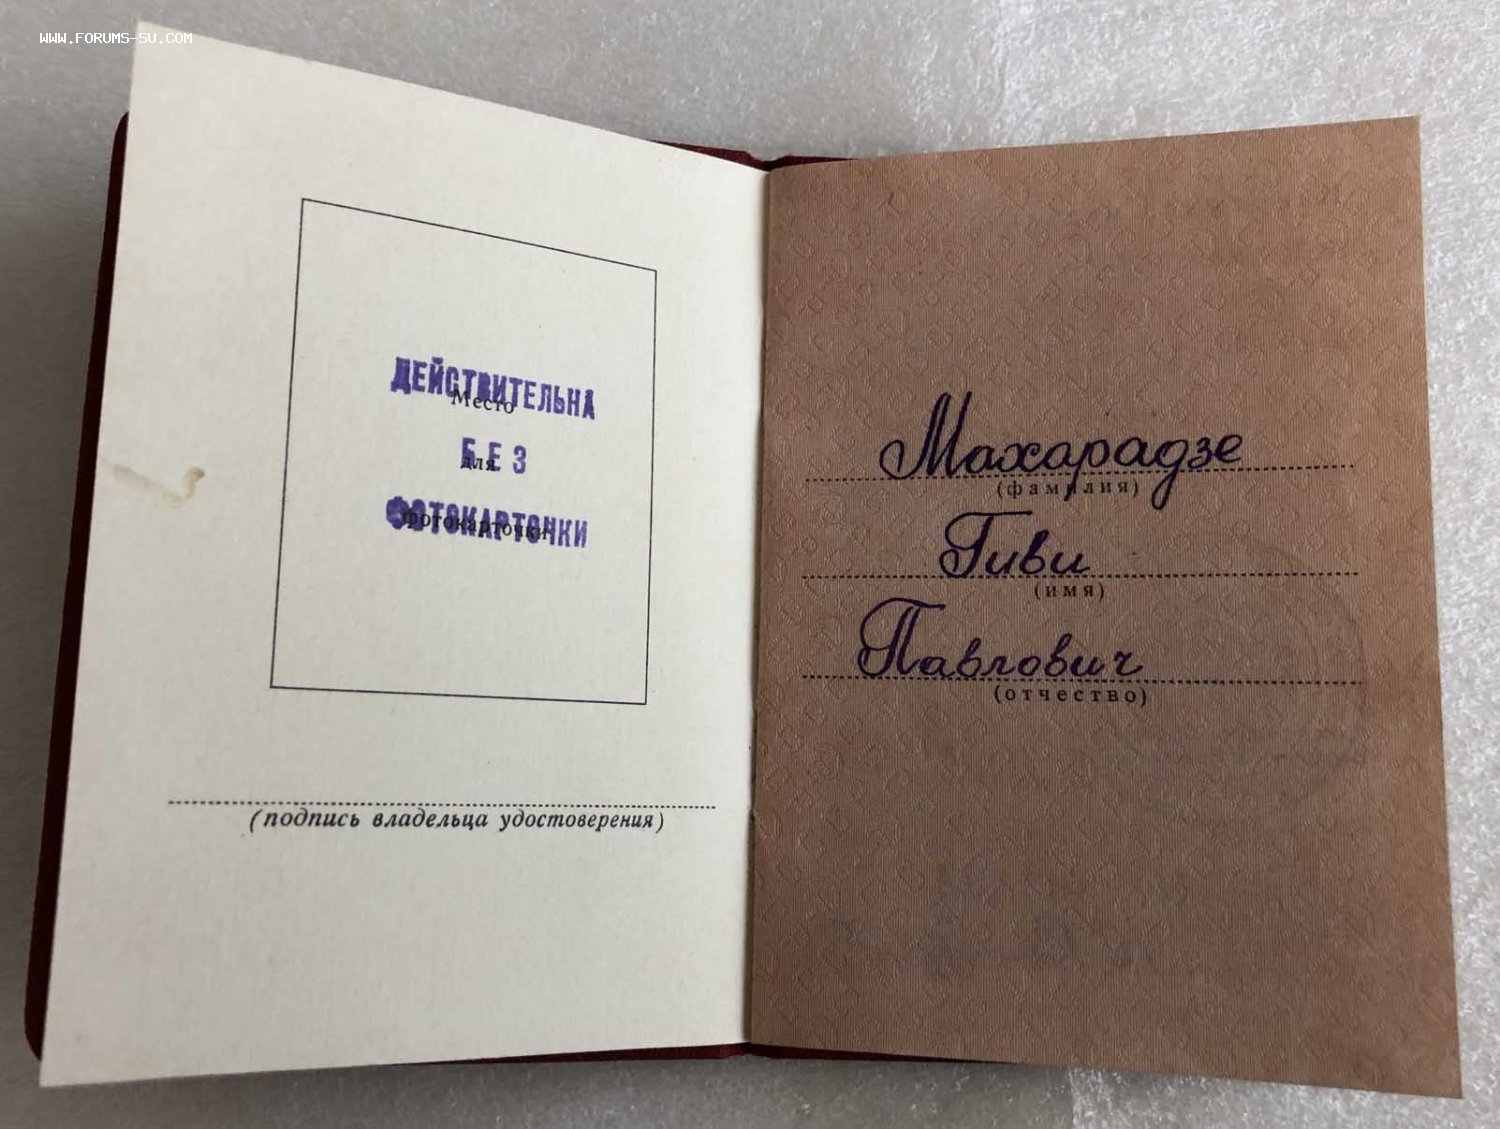 WWW.FORUMS-SU.COM
ДЕЙСТВИТЕЛЬНА
Место
БЕЗ
для
ФОТОКАРТОЧКИ
фотокарточки
(подпись владельца удостоверения)
Махарадзе
(фамилия)
Гиви
(имя)
Павлович
(отчество)